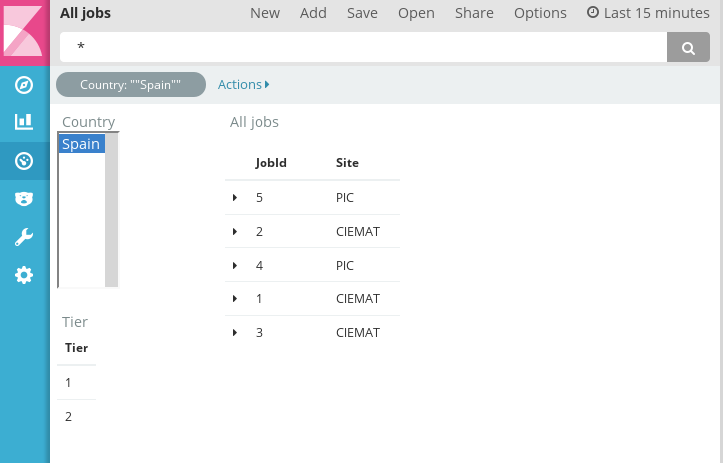 All jobs New Add Save Open Share Options Last 15 minutes
*
Country: ""Spain"" Actions
Country
Spain
All jobs
JobId Site
5 PIC
2 CIEMAT
4 PIC
1 CIEMAT
3 CIEMAT
Tier
Tier
1
2